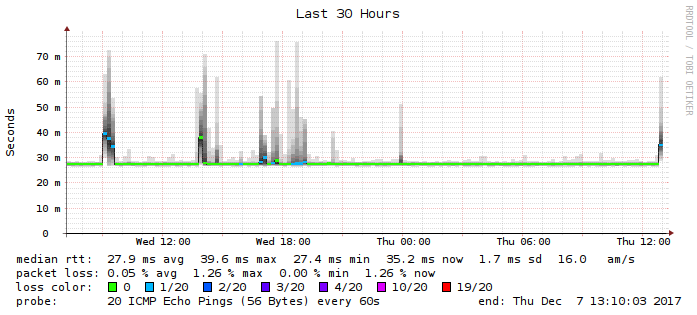 Last 30 Hours
RRDTOOL / TOBI OETIKER
Seconds
70 m
60 m
50 m
40 m
30 m
20 m
10 m
0
Wed 12:00 Wed 18:00 Thu 00:00 Thu 06:00 Thu 12:00
median rtt: 27.9 ms avg 39.6 ms max 27.4 ms min 35.2 ms now 1.7 ms sd 16.0 am/s
packet loss: 0.05 % avg 1.26 % max 0.00 % min 1.26 % now
loss color: 0 1/20 2/20 3/20 4/20 10/20 19/20
probe: 20 ICMP Echo Pings (56 Bytes) every 60s end: Thu Dec 7 13:10:03 2017